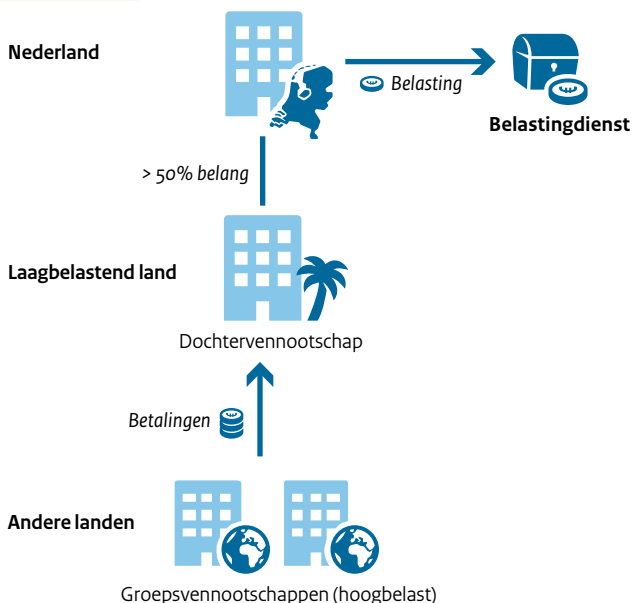 Nederland
Belasting
Belastingdienst
> 50% belang
Laagbelastend land
Dochtervennootschap
Betalingen
Andere landen
Groepsvennootschappen (hoogbelast)